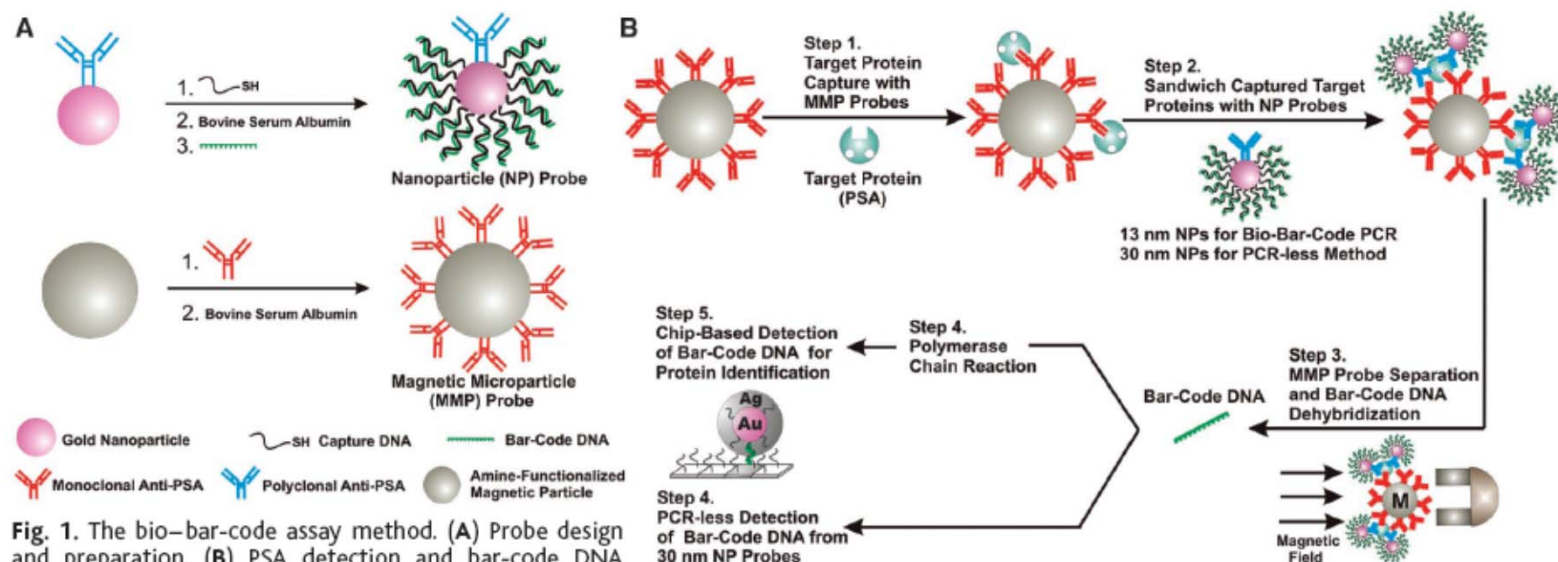 A
1. SH
2. Bovine Serum Albumin
3.
Nanoparticle (NP) Probe
1.
2. Bovine Serum Albumin
Magnetic Microparticle
(MMP) Probe
Gold Nanoparticle
SH Capture DNA
Bar-Code DNA
Monoclonal Anti-PSA
Polyclonal Anti-PSA
Amine-Functionalized
Magnetic Particle
Fig. 1. The bio–bar-code assay method. (A) Probe design
and preparation. (B) PSA detection and bar-code DNA
B
Step 1.
Target Protein
Capture with
MMP Probes
Target Protein
(PSA)
Step 2.
Sandwich Captured Target
Proteins with NP Probes
13 nm NPs for Bio-Bar-Code PCR
30 nm NPs for PCR-less Method
Step 3.
MMP Probe Separation
and Bar-Code DNA
Dehybridization
M
Magnetic
Field
Bar-Code DNA
Step 4.
Polymerase
Chain Reaction
Step 5.
Chip-Based Detection
of Bar-Code DNA for
Protein Identification
Ag
Au
Step 4.
PCR-less Detection
of Bar-Code DNA from
30 nm NP Probes